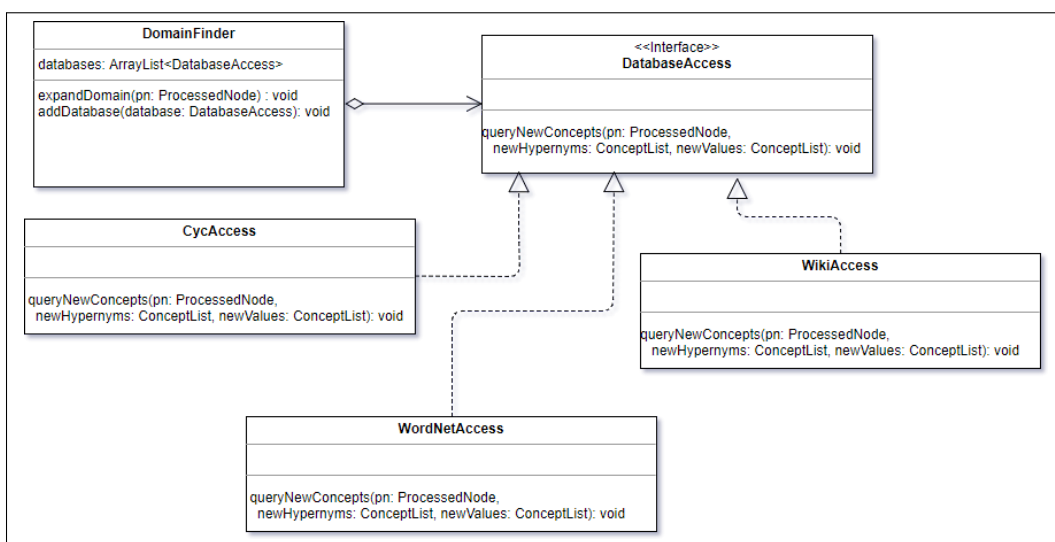 DomainFinder
databases: ArrayList<DatabaseAccess>
expandDomain(pn: ProcessedNode) : void
addDatabase(database: DatabaseAccess): void
<<Interface>>
DatabaseAccess
queryNewConcepts(pn: ProcessedNode,
newHypernyms: ConceptList, newValues: ConceptList): void
CycAccess
queryNewConcepts(pn: ProcessedNode,
newHypernyms: ConceptList, newValues: ConceptList): void
WikiAccess
queryNewConcepts(pn: ProcessedNode,
newHypernyms: ConceptList, newValues: ConceptList): void
WordNetAccess
queryNewConcepts(pn: ProcessedNode,
newHypernyms: ConceptList, newValues: ConceptList): void